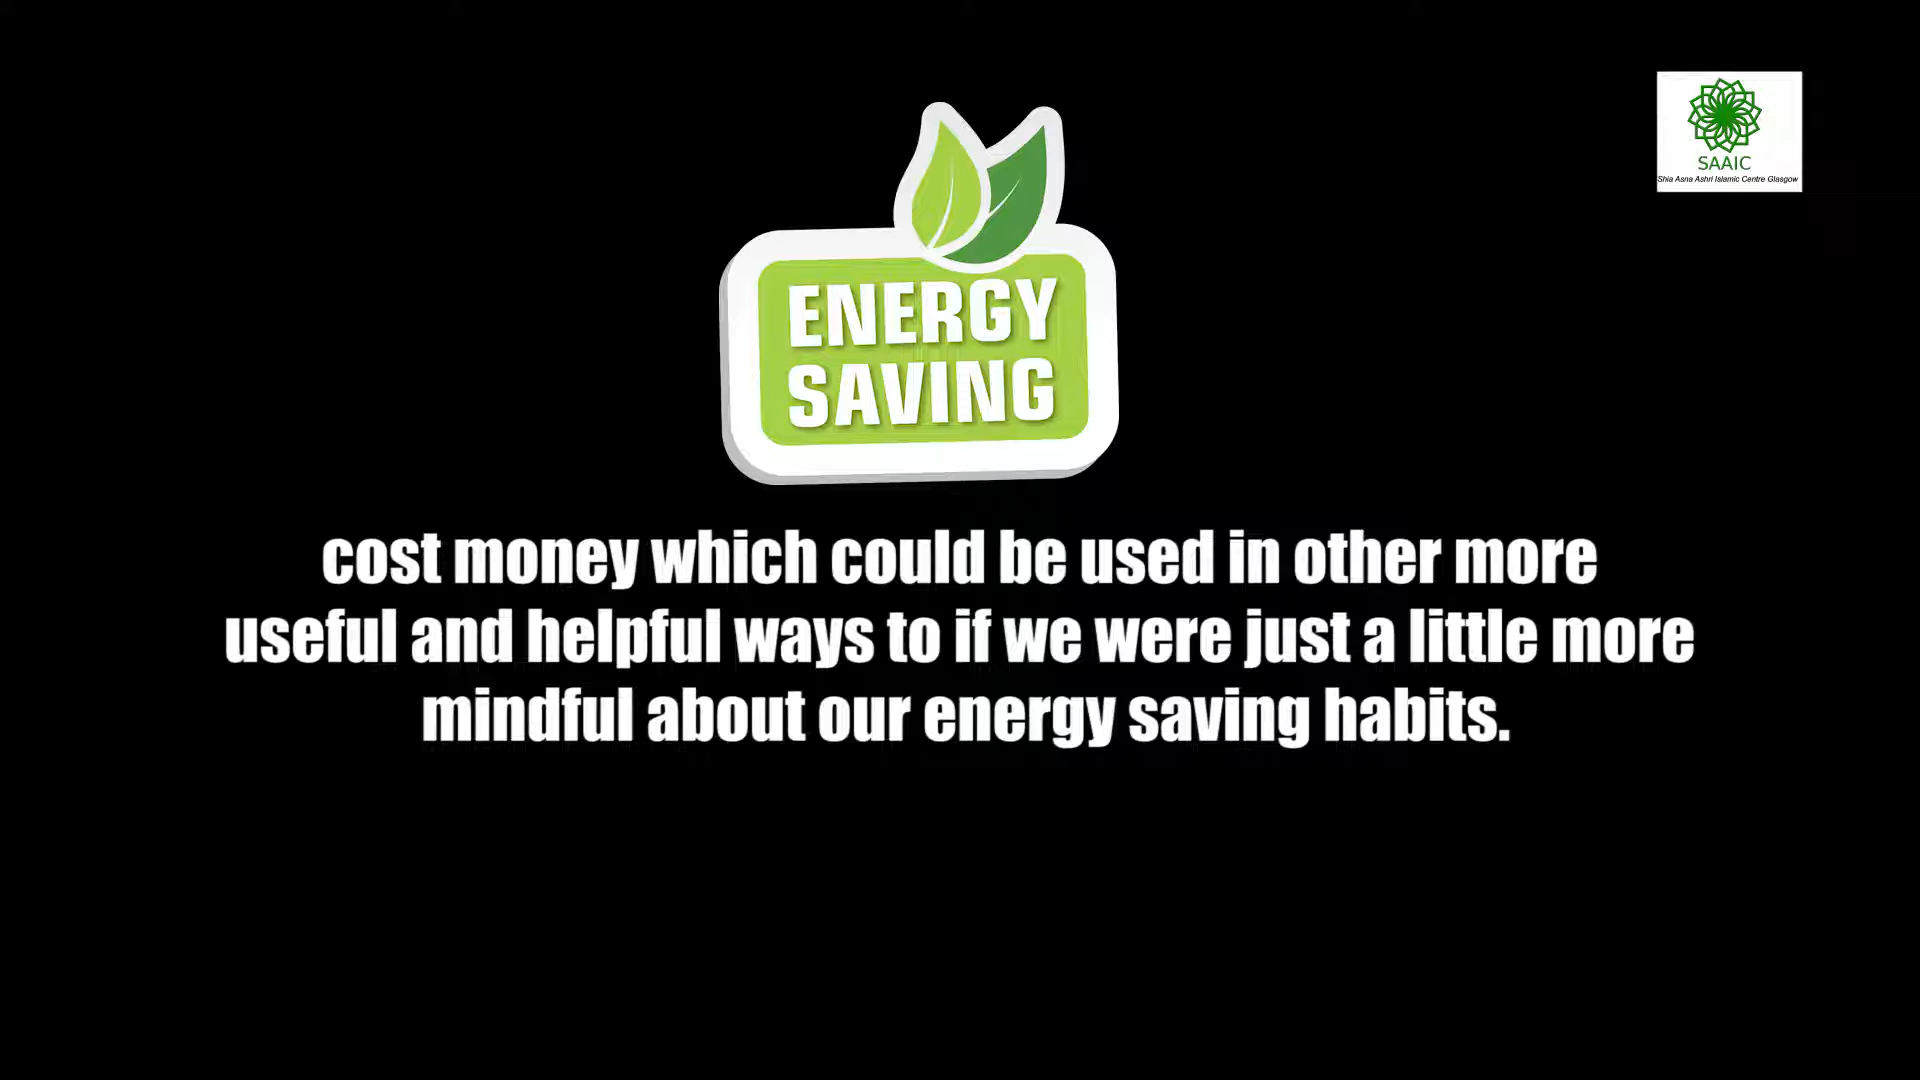 SAAIC
Shia Asna Ashri Islamic Centre Glasgow
ENERGY
SAVING
cost money which could be used in other more
useful and helpful ways to if we were just a little more
mindful about our energy saving habits.